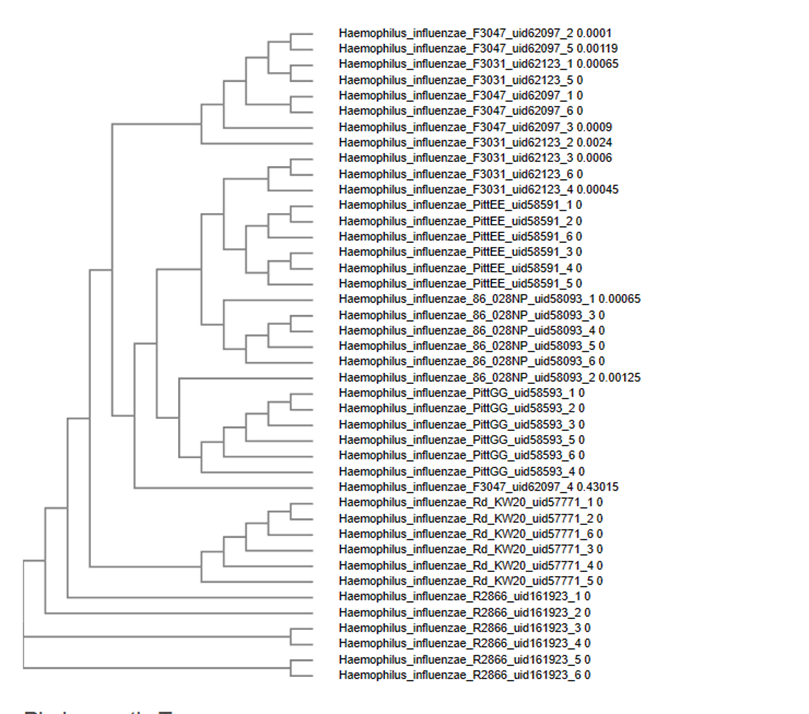 Haemophilus_influenzae_F3047_uid62097_2 0.0001
Haemophilus_influenzae_F3047_uid62097_5 0.00119
Haemophilus_influenzae_F3031_uid62123_1 0.00065
Haemophilus_influenzae_F3031_uid62123_5 0
Haemophilus_influenzae_F3047_uid62097_1 0
Haemophilus_influenzae_F3047_uid62097_6 0
Haemophilus_influenzae_F3047_uid62097_3 0.0009
Haemophilus_influenzae_F3031_uid62123_2 0.0024
Haemophilus_influenzae_F3031_uid62123_3 0.0006
Haemophilus_influenzae_F3031_uid62123_6 0
Haemophilus_influenzae_F3031_uid62123_4 0.00045
Haemophilus_influenzae_PittEE_uid58591_1 0
Haemophilus_influenzae_PittEE_uid58591_2 0
Haemophilus_influenzae_PittEE_uid58591_6 0
Haemophilus_influenzae_PittEE_uid58591_3 0
Haemophilus_influenzae_PittEE_uid58591_4 0
Haemophilus_influenzae_PittEE_uid58591_5 0
Haemophilus_influenzae_86_028NP_uid58093_1 0.00065
Haemophilus_influenzae_86_028NP_uid58093_3 0
Haemophilus_influenzae_86_028NP_uid58093_4 0
Haemophilus_influenzae_86_028NP_uid58093_5 0
Haemophilus_influenzae_86_028NP_uid58093_6 0
Haemophilus_influenzae_86_028NP_uid58093_2 0.00125
Haemophilus_influenzae_PittGG_uid58593_1 0
Haemophilus_influenzae_PittGG_uid58593_2 0
Haemophilus_influenzae_PittGG_uid58593_3 0
Haemophilus_influenzae_PittGG_uid58593_5 0
Haemophilus_influenzae_PittGG_uid58593_6 0
Haemophilus_influenzae_PittGG_uid58593_4 0
Haemophilus_influenzae_F3047_uid62097_4 0.43015
Haemophilus_influenzae_Rd_KW20_uid57771_1 0
Haemophilus_influenzae_Rd_KW20_uid57771_2 0
Haemophilus_influenzae_Rd_KW20_uid57771_6 0
Haemophilus_influenzae_Rd_KW20_uid57771_3 0
Haemophilus_influenzae_Rd_KW20_uid57771_4 0
Haemophilus_influenzae_Rd_KW20_uid57771_5 0
Haemophilus_influenzae_R2866_uid161923_1 0
Haemophilus_influenzae_R2866_uid161923_2 0
Haemophilus_influenzae_R2866_uid161923_3 0
Haemophilus_influenzae_R2866_uid161923_4 0
Haemophilus_influenzae_R2866_uid161923_5 0
Haemophilus_influenzae_R2866_uid161923_6 0